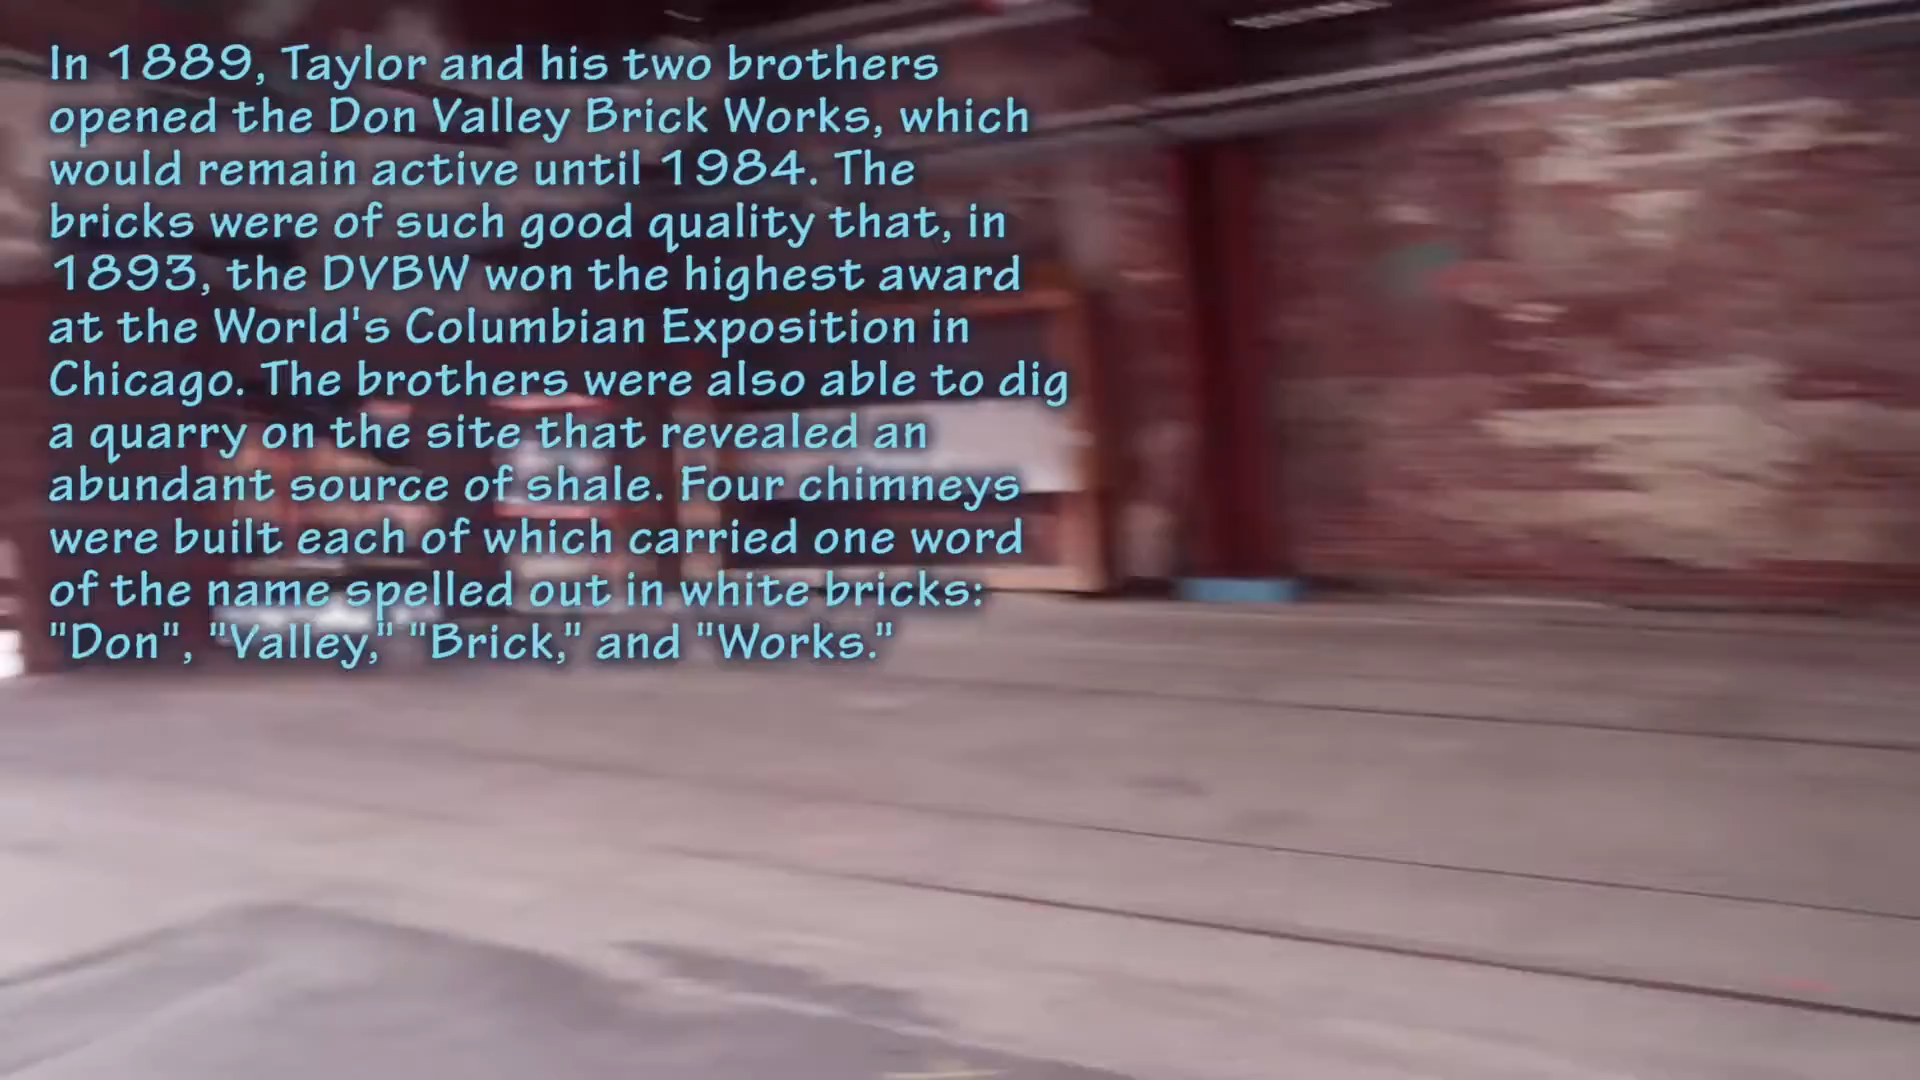 In 1889, Taylor and his two brothers
opened the Don Valley Brick Works, which
would remain active until 1984. The
bricks were of such good quality that, in
1893, the DVBW won the highest award
at the World's Columbian Exposition in
Chicago. The brothers were also able to dig
a quarry on the site that revealed an
abundant source of shale. Four chimneys
were built each of which carried one word
of the name spelled out in white bricks:
"Don", "Valley," "Brick," and "Works."